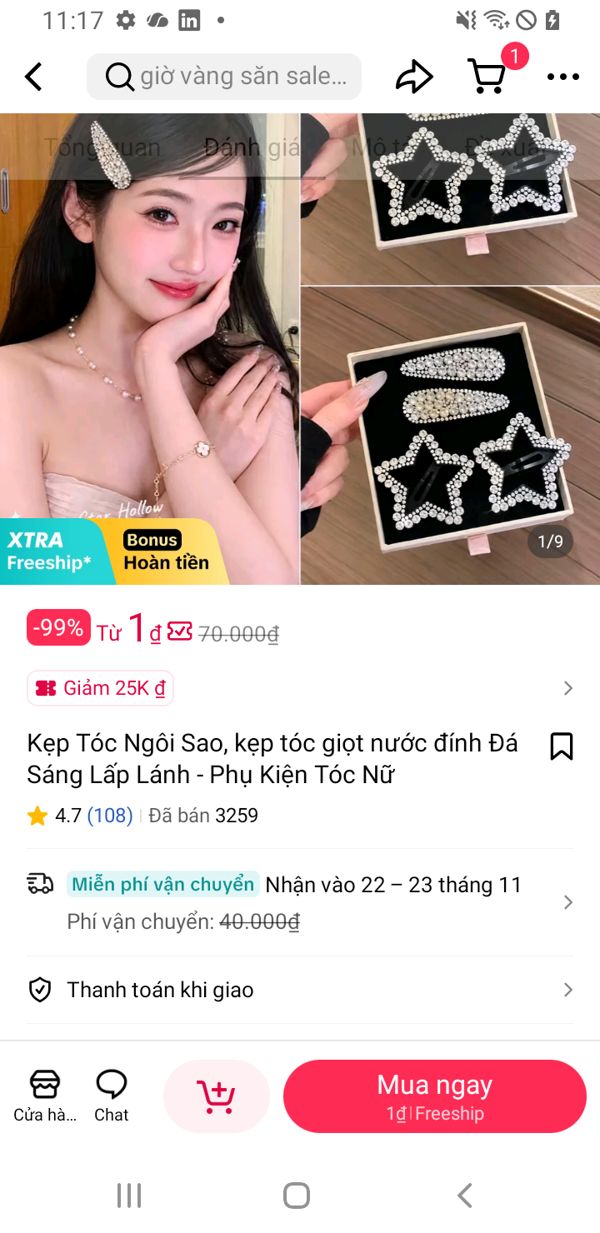 11:17
giờ vàng săn sale...
1
Tổng quan Đánh giá Mô tả Đề xuất
Star Hollow
XTRA
Freeship*
Bonus
Hoàn tiền
1/9
-99% Từ 1₫ 70.000₫
Giảm 25K ₫
Kẹp Tóc Ngôi Sao, kẹp tóc giọt nước đính Đá
Sáng Lấp Lánh - Phụ Kiện Tóc Nữ
4.7 (108) Đã bán 3259
Miễn phí vận chuyển Nhận vào 22 – 23 tháng 11
Phí vận chuyển: 40.000₫
Thanh toán khi giao
Mua ngay
1₫ | Freeship
Cửa hà... Chat